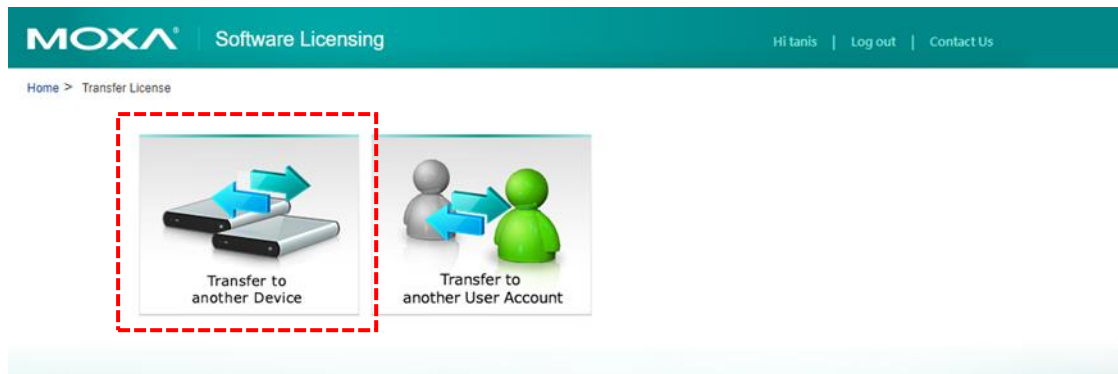 MOXA® Software Licensing
Hi tanis | Log out | Contact Us
Home > Transfer License
Transfer to
another Device
Transfer to
another User Account